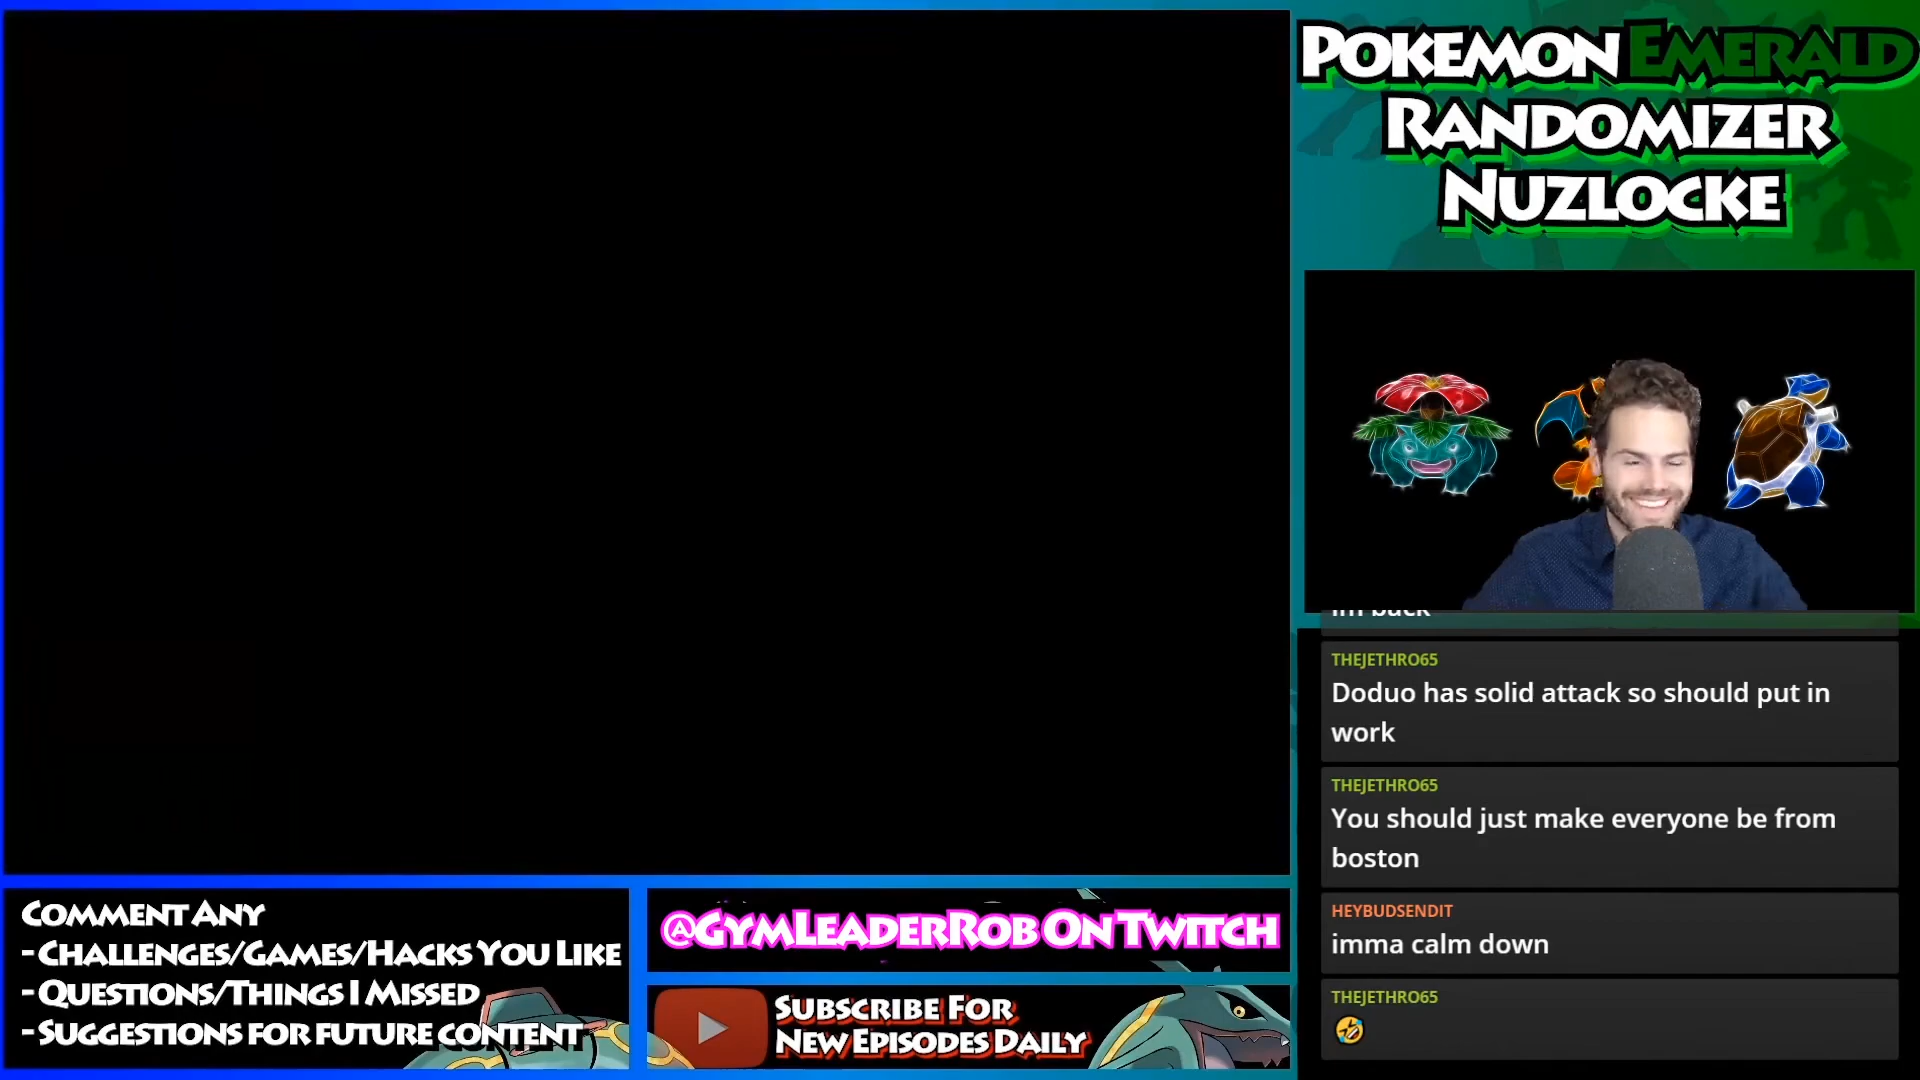 POKEMON EMERALD
RANDOMIZER
NUZLOCKE
im back
THEJETHRO65
Doduo has solid attack so should put in
work
THEJETHRO65
You should just make everyone be from
boston
HEYBUDSENDIT
imma calm down
THEJETHRO65
COMMENT ANY
- CHALLENGES/GAMES/HACKS YOU LIKE
- QUESTIONS/THINGS I MISSED
- SUGGESTIONS FOR FUTURE CONTENT
@GYMLEADERROB ON TWITCH
SUBSCRIBE FOR
NEW EPISODES DAILY